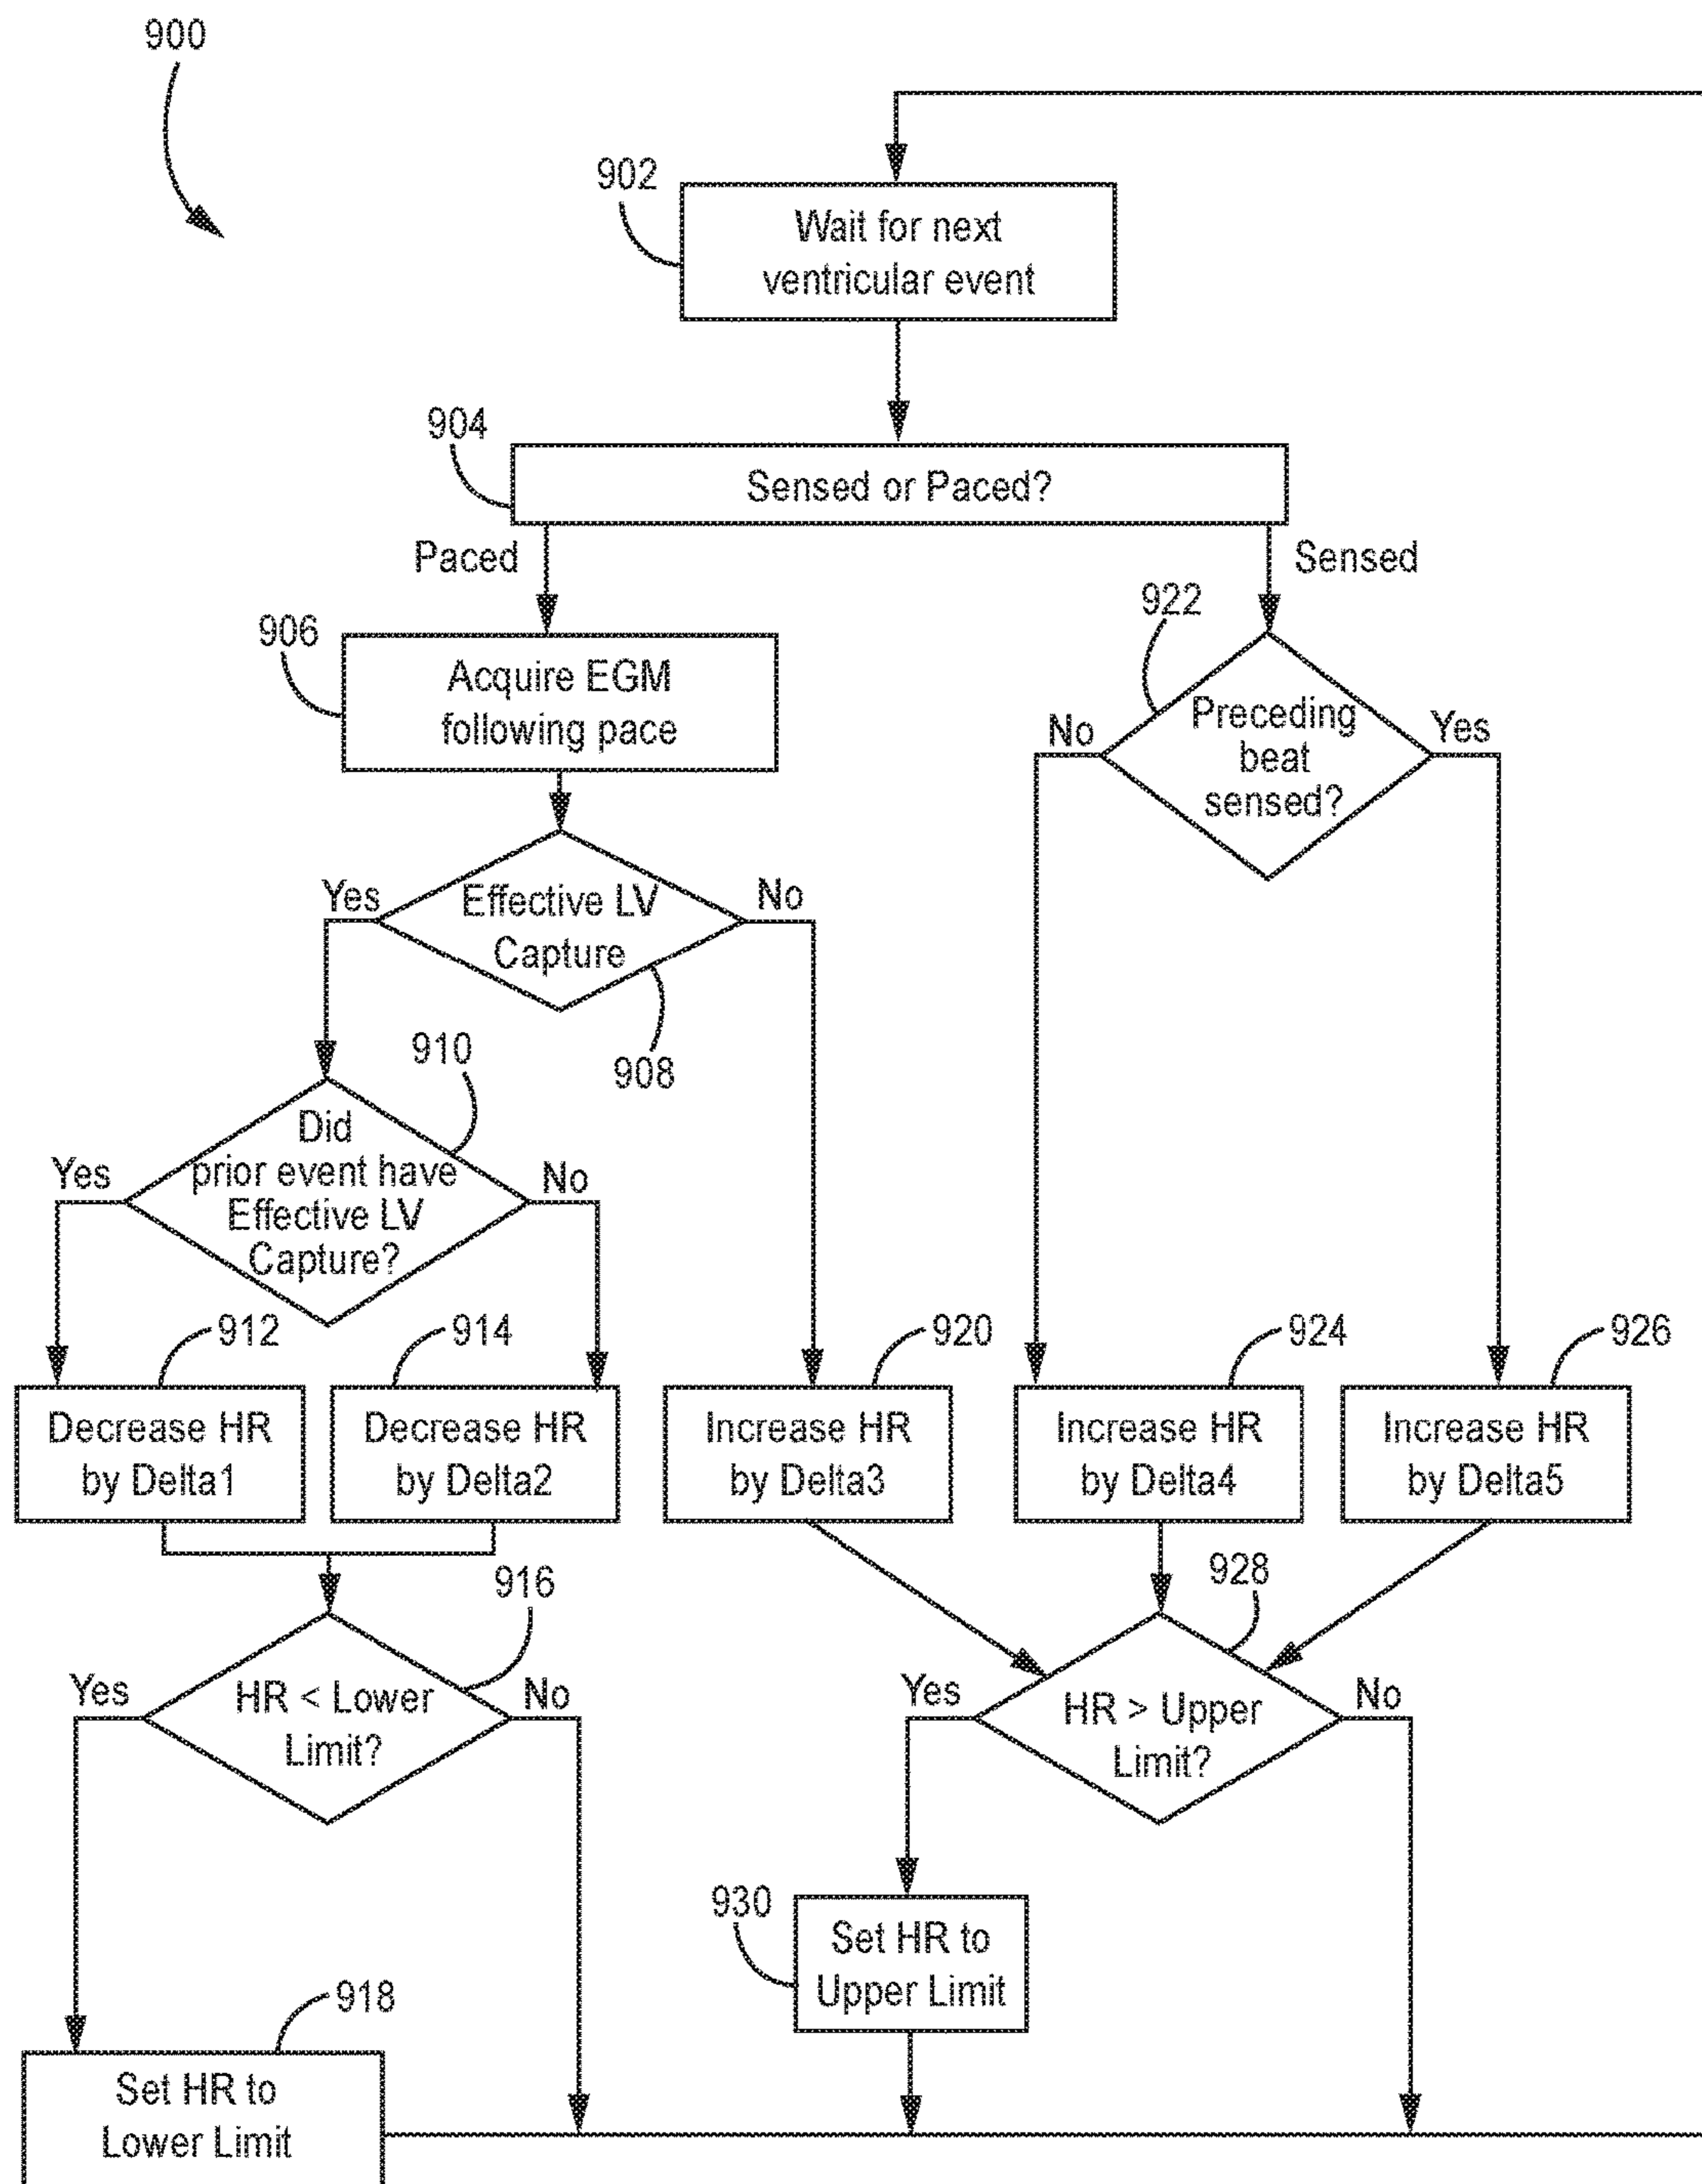 900
902
Wait for next
ventricular event
904
Sensed or Paced?
Paced
Sensed
906
Acquire EGM
following pace
922
No
Preceding
beat
sensed?
Yes
Yes
Effective LV
Capture
No
908
910
Yes
Did
prior event have
Effective LV
Capture?
No
912
914
920
924
926
Decrease HR
by Delta1
Decrease HR
by Delta2
Increase HR
by Delta3
Increase HR
by Delta4
Increase HR
by Delta5
916
928
Yes
HR < Lower
Limit?
No
Yes
HR > Upper
Limit?
No
930
Set HR to
Upper Limit
918
Set HR to
Lower Limit